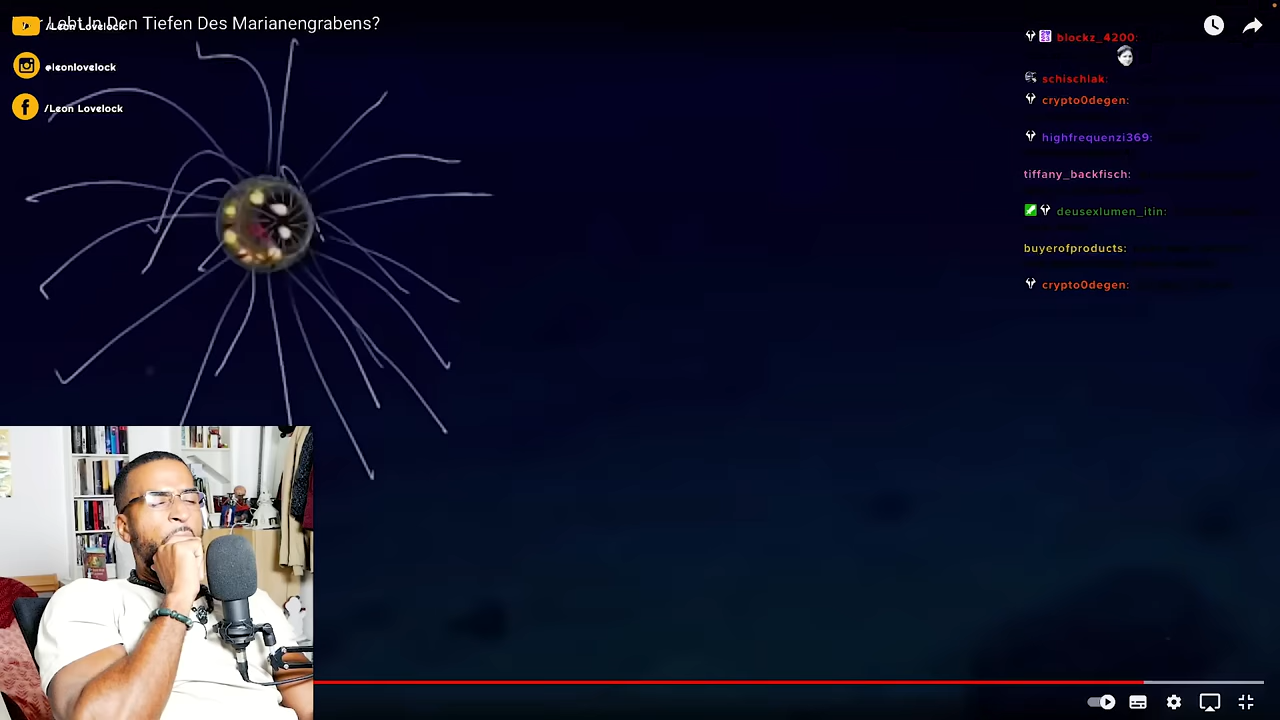 Lebt In Den Tiefen Des Marianengrabens?
/Leon Lovelock
@leonlovelock
/Leon Lovelock
blockz_4200:
schischlak:
crypto0degen:
highfrequenzi369:
tiffany_backfisch:
deusexlumen_itin:
buyerofproducts:
crypto0degen: